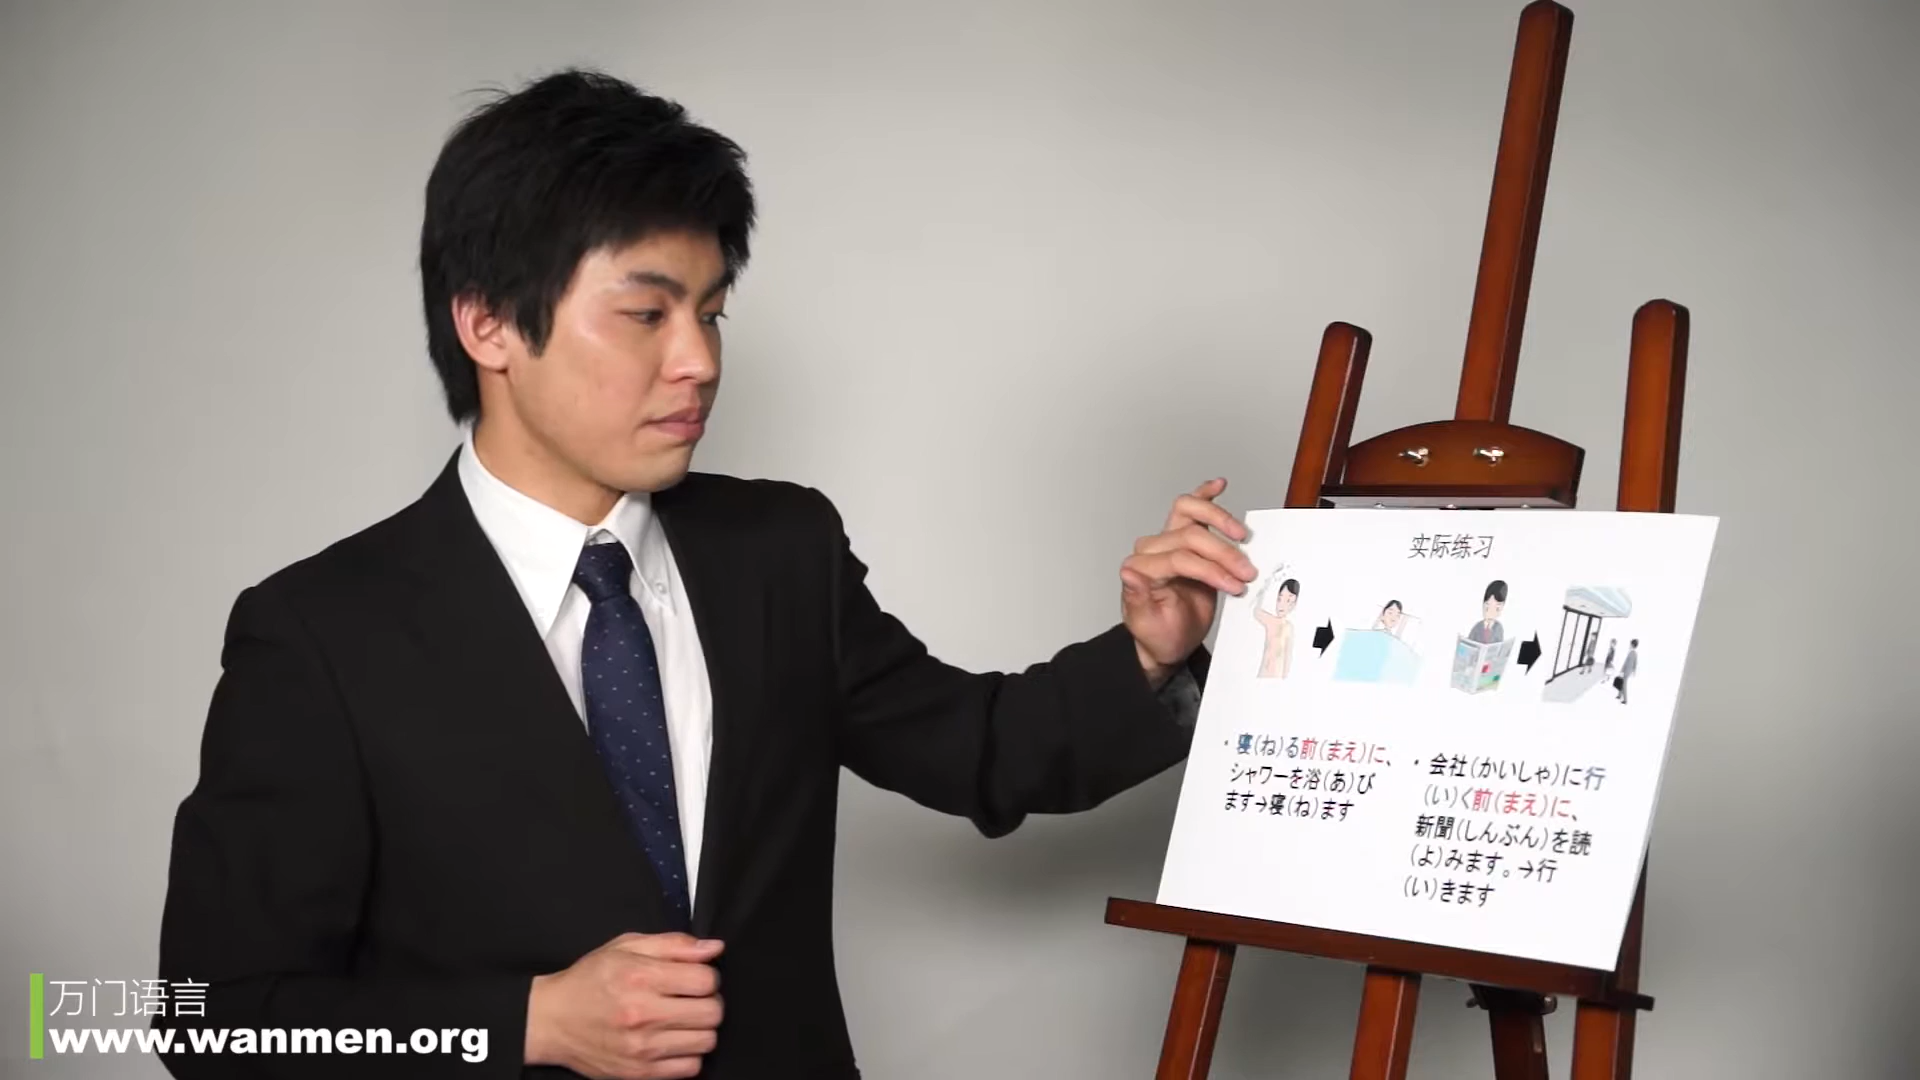 实际练习
・寝(ね)る前(まえ)に、
シャワーを浴(あ)び
ます→寝(ね)ます
・会社(かいしゃ)に行
(い)く前(まえ)に、
新聞(しんぶん)を読
(よ)みます。→行
(い)きます
万门语言
www.wanmen.org